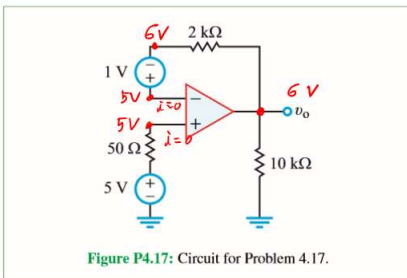 6V 2 kΩ
1 V
− +
5V i=0 −
6 V
υo
5V i=0 +
50 Ω
10 kΩ
5 V + −
Figure P4.17: Circuit for Problem 4.17.